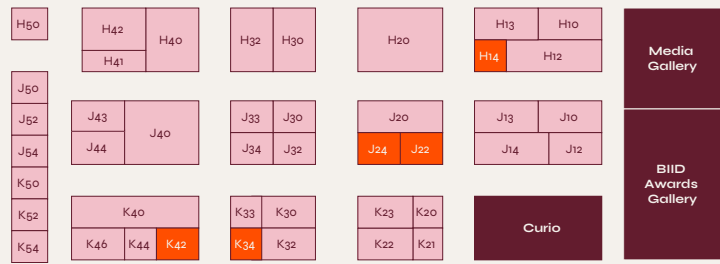 H50
H42
H41
H40
H32
H30
H20
H13
H10
H14
H12
Media
Gallery
J50
J52
J54
K50
K52
K54
J43
J44
J40
J33
J30
J34
J32
J20
J24
J22
J13
J10
J14
J12
BIID
Awards
Gallery
K40
K46
K44
K42
K33
K30
K34
K32
K23
K20
K22
K21
Curio